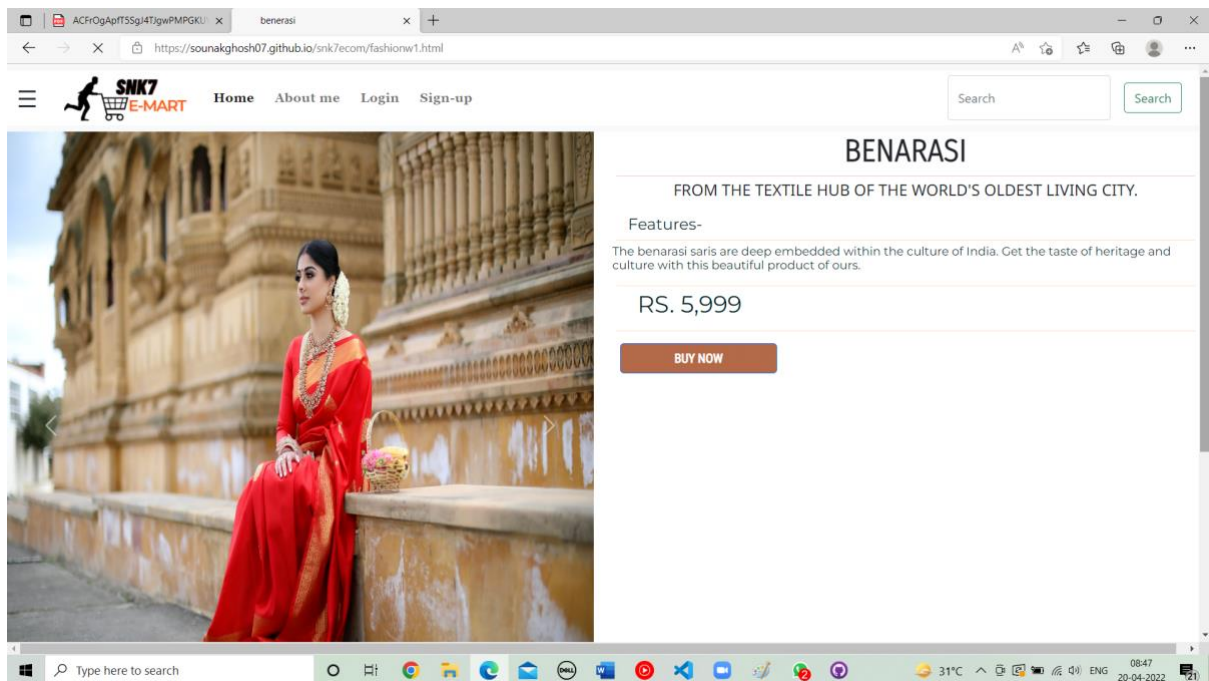 benerasi
https://sounakghosh07.github.io/snk7ecom/fashionw1.html
SNK7
E-MART
Home About me Login Sign-up
Search
Search
BENARASI
FROM THE TEXTILE HUB OF THE WORLD'S OLDEST LIVING CITY.
Features-
The benarasi saris are deep embedded within the culture of India. Get the taste of heritage and
culture with this beautiful product of ours.
RS. 5,999
BUY NOW
Type here to search
DELL
31°C
ENG
08:47
20-04-2022
21